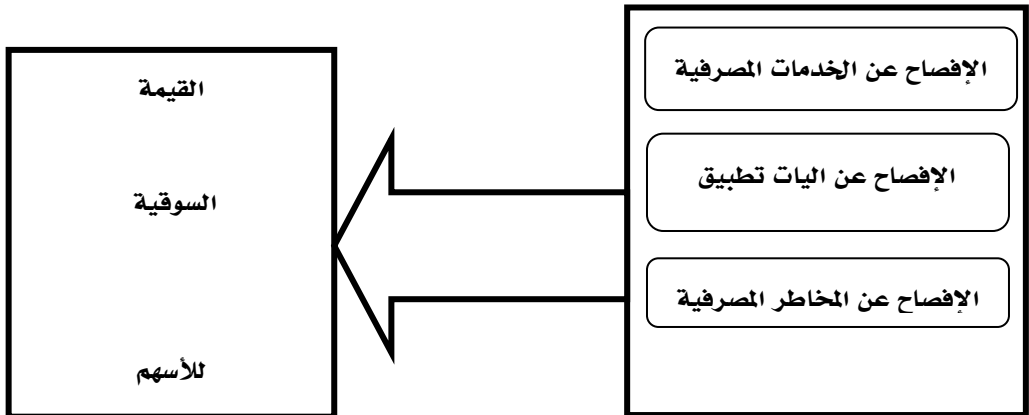 الإفصاح عن الخدمات المصرفية
الإفصاح عن اليات تطبيق
الإفصاح عن المخاطر المصرفية
القيمة
السوقية
للأسهم